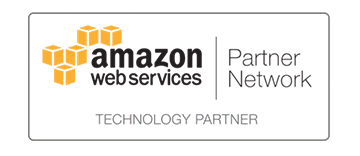 amazon
webservices
Partner
Network
TECHNOLOGY PARTNER